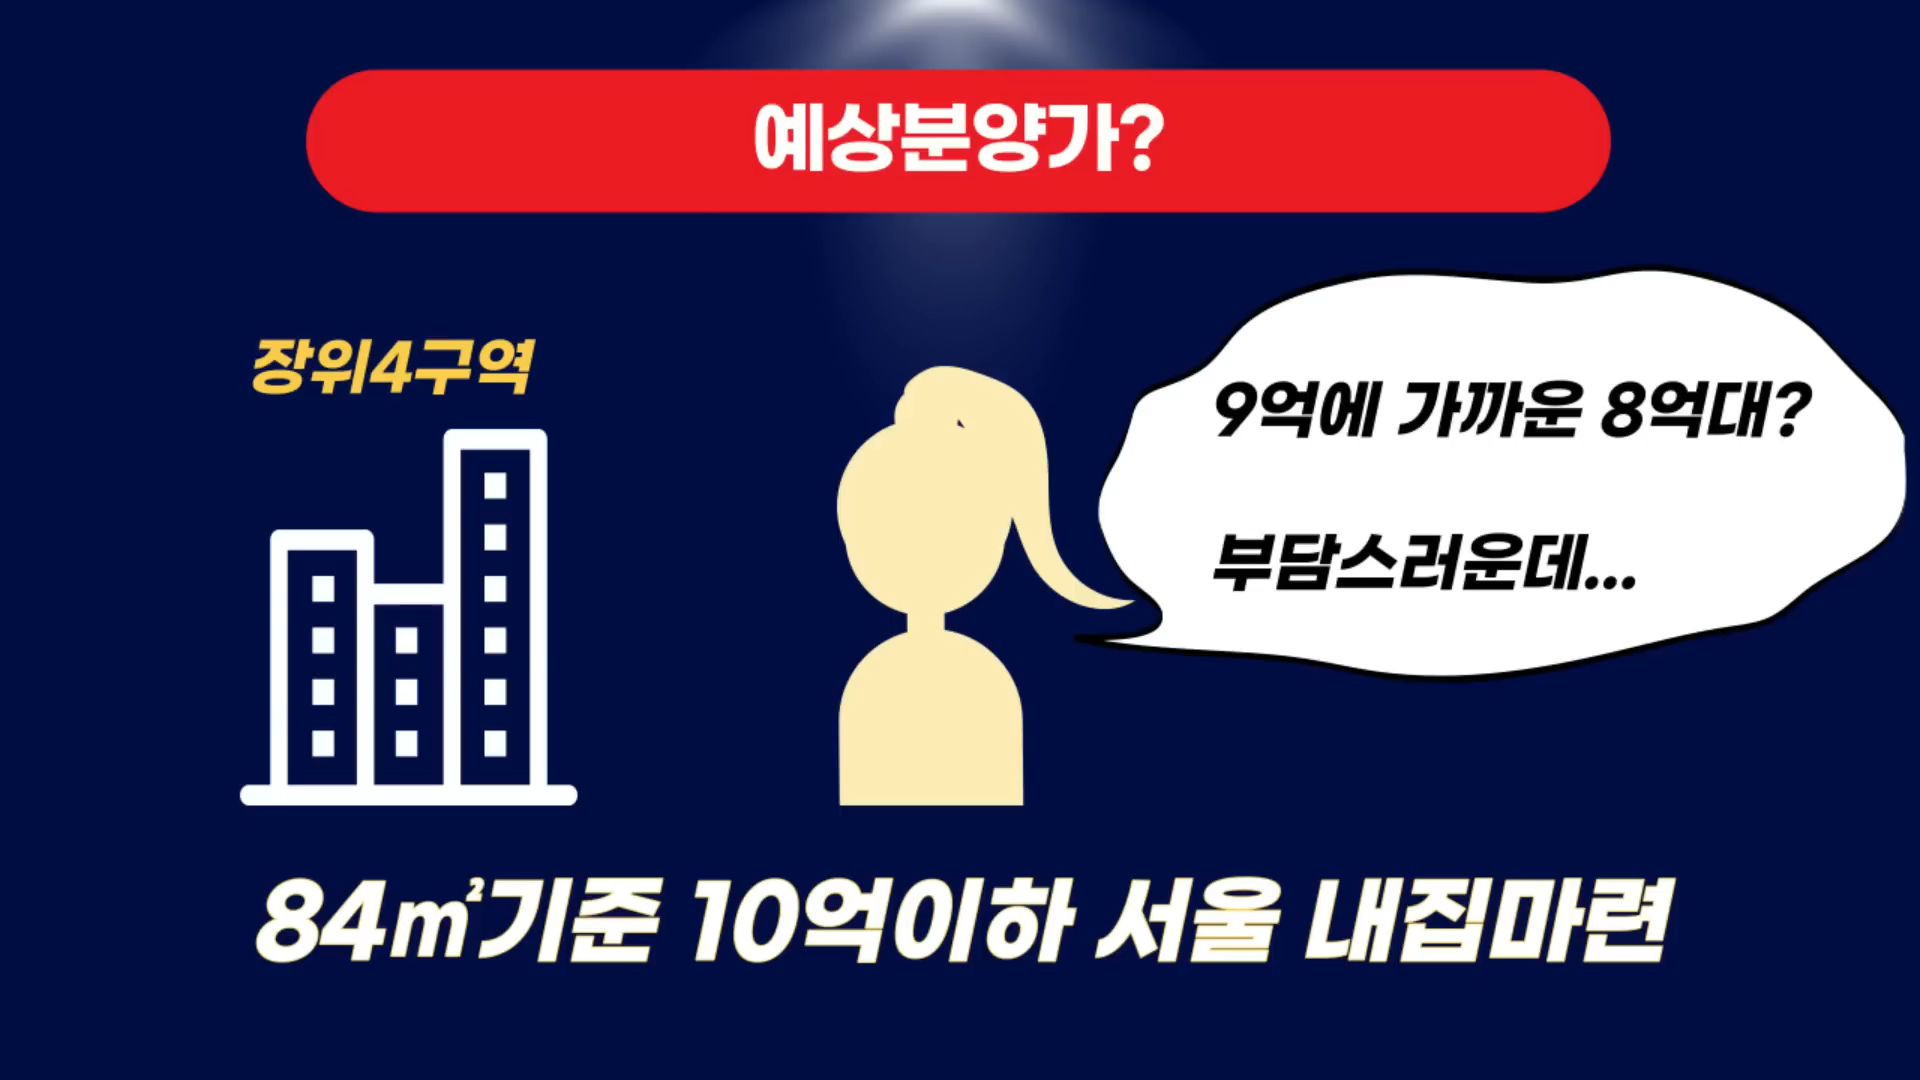 예상분양가?
장위4구역
9억에 가까운 8억대?
부담스러운데...
84㎡기준 10억이하 서울 내집마련